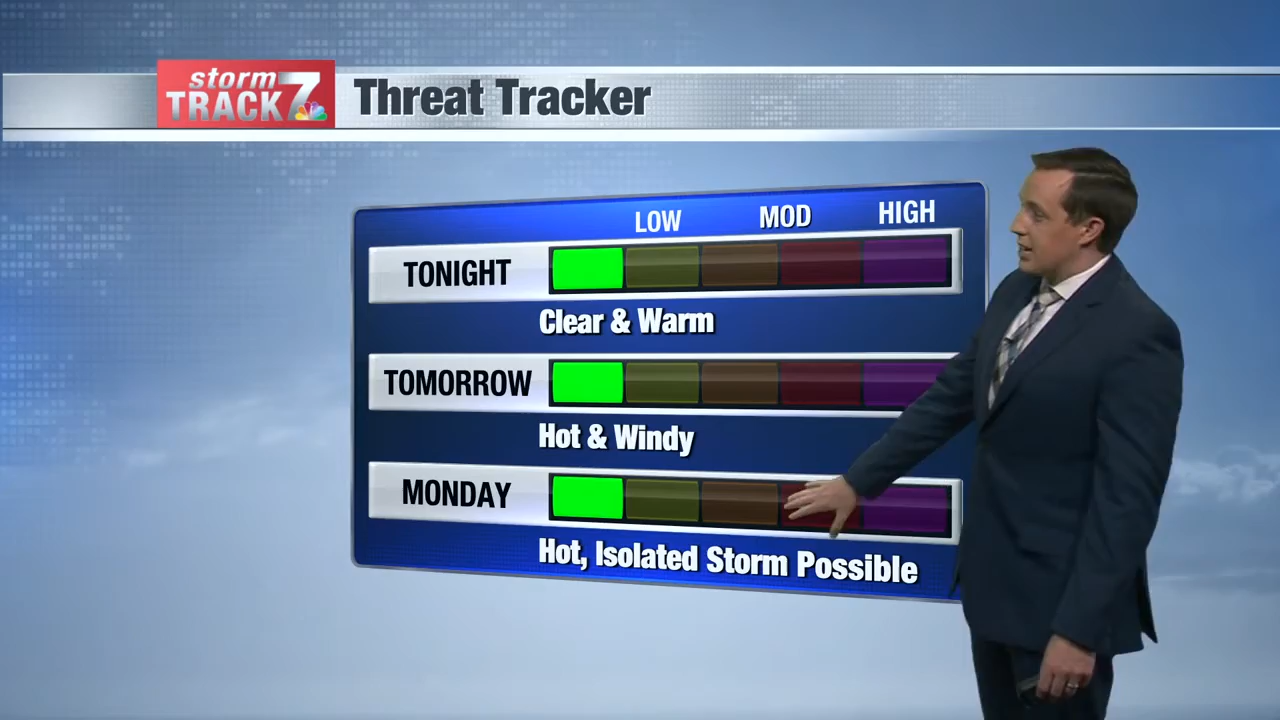 storm
TRACK 7
Threat Tracker
LOW MOD HIGH
TONIGHT
Clear & Warm
TOMORROW
Hot & Windy
MONDAY
Hot, Isolated Storm Possible